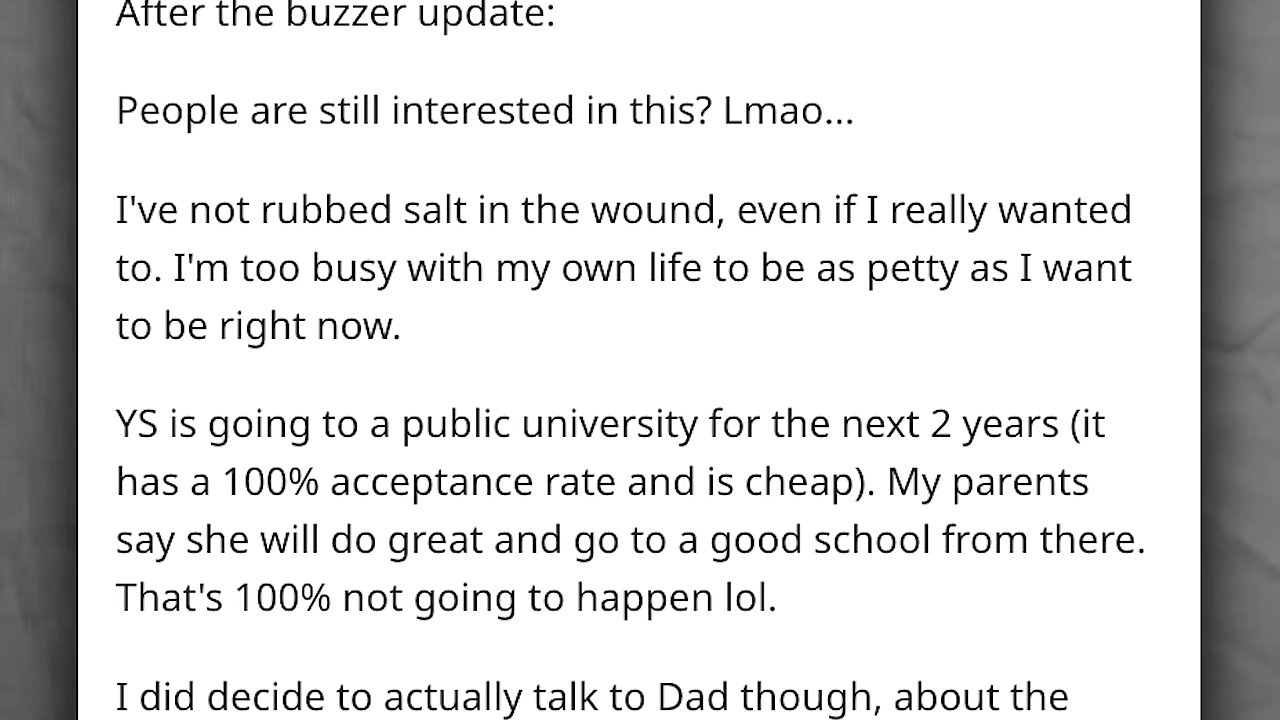 After the buzzer update:
People are still interested in this? Lmao...
I've not rubbed salt in the wound, even if I really wanted
to. I'm too busy with my own life to be as petty as I want
to be right now.
YS is going to a public university for the next 2 years (it
has a 100% acceptance rate and is cheap). My parents
say she will do great and go to a good school from there.
That's 100% not going to happen lol.
I did decide to actually talk to Dad though, about the